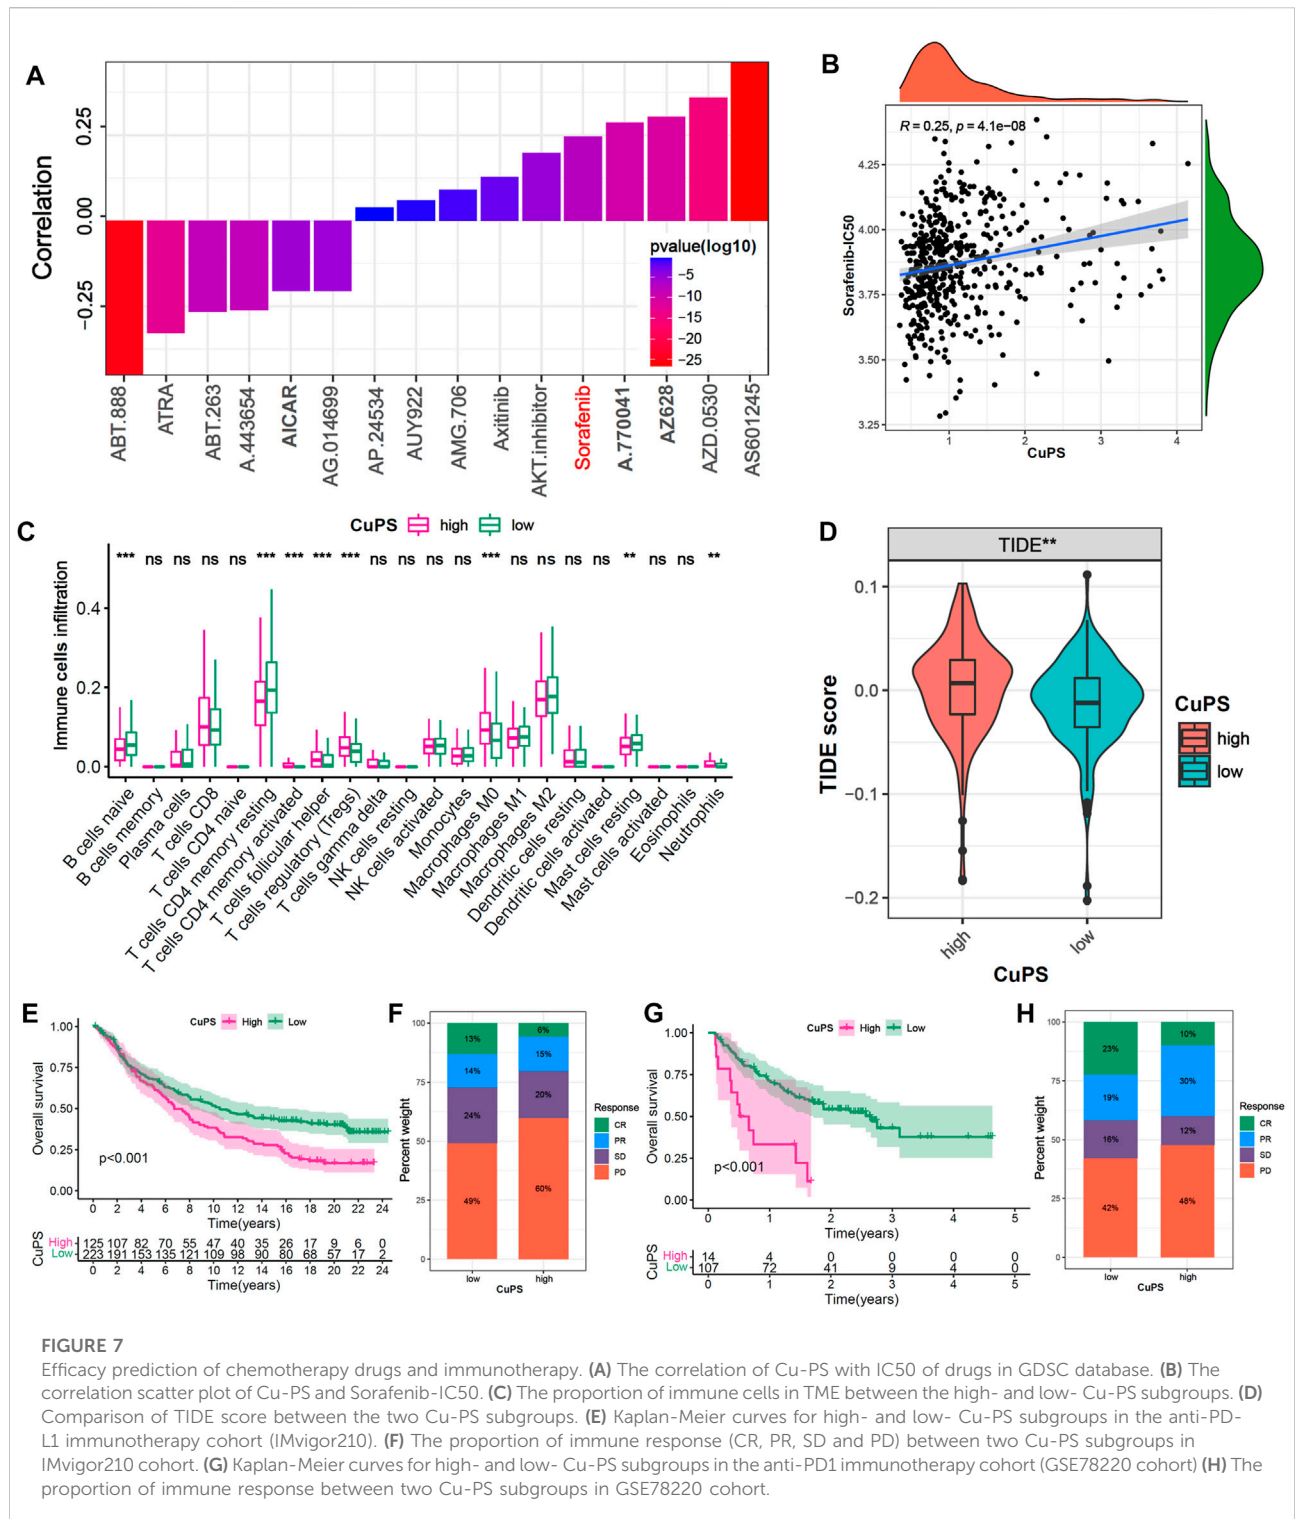 A
Correlation
0.25
0.00
−0.25
pvalue(log10)
−5
−10
−15
−20
−25
ABT.888
ATRA
ABT.263
A.443654
AICAR
AG.014699
AP.24534
AUY922
AMG.706
Axitinib
AKT.inhibitor
Sorafenib
A.770041
AZ628
AZD.0530
AS601245
B
R = 0.25, p = 4.1e−08
Sorafenib-IC50
4.25
4.00
3.75
3.50
3.25
1 2 3 4
CuPS
C
CuPS high low
*** ns ns ns ns *** *** *** *** ns ns ns ns *** ns ns ns ns ** ns ns **
Immune cells infiltration
0.4
0.2
0.0
B cells naive
B cells memory
Plasma cells
T cells CD8
T cells CD4 naive
T cells CD4 memory resting
T cells CD4 memory activated
T cells follicular helper
T cells regulatory (Tregs)
T cells gamma delta
NK cells resting
NK cells activated
Monocytes
Macrophages M0
Macrophages M1
Macrophages M2
Dendritic cells resting
Dendritic cells activated
Mast cells resting
Mast cells activated
Eosinophils
Neutrophils
D
TIDE**
TIDE score
0.1
0.0
−0.1
−0.2
high low
CuPS
CuPS
high
low
E
CuPS High Low
Overall survival
1.00
0.75
0.50
0.25
0.00
p<0.001
0 2 4 6 8 10 12 14 16 18 20 22 24
Time(years)
CuPS
High 125 107 82 70 55 47 40 35 26 17 9 6 0
Low 223 191 153 135 121 109 98 90 80 68 57 17 2
0 2 4 6 8 10 12 14 16 18 20 22 24
Time(years)
F
Percent weight
100
75
50
25
0
13%
14%
24%
49%
6%
15%
20%
60%
low high
CuPS
Response
CR
PR
SD
PD
G
CuPS High Low
Overall survival
1.00
0.75
0.50
0.25
0.00
p<0.001
0 1 2 3 4 5
Time(years)
CuPS
High 14 4 0 0 0 0
Low 107 72 41 9 4 0
0 1 2 3 4 5
Time(years)
H
Percent weight
100
75
50
25
0
23%
19%
16%
42%
10%
30%
12%
48%
low high
CuPS
Response
CR
PR
SD
PD
FIGURE 7
Efficacy prediction of chemotherapy drugs and immunotherapy. (A) The correlation of Cu-PS with IC50 of drugs in GDSC database. (B) The
correlation scatter plot of Cu-PS and Sorafenib-IC50. (C) The proportion of immune cells in TME between the high- and low- Cu-PS subgroups. (D)
Comparison of TIDE score between the two Cu-PS subgroups. (E) Kaplan-Meier curves for high- and low- Cu-PS subgroups in the anti-PD-
L1 immunotherapy cohort (IMvigor210). (F) The proportion of immune response (CR, PR, SD and PD) between two Cu-PS subgroups in
IMvigor210 cohort. (G) Kaplan-Meier curves for high- and low- Cu-PS subgroups in the anti-PD1 immunotherapy cohort (GSE78220 cohort) (H) The
proportion of immune response between two Cu-PS subgroups in GSE78220 cohort.